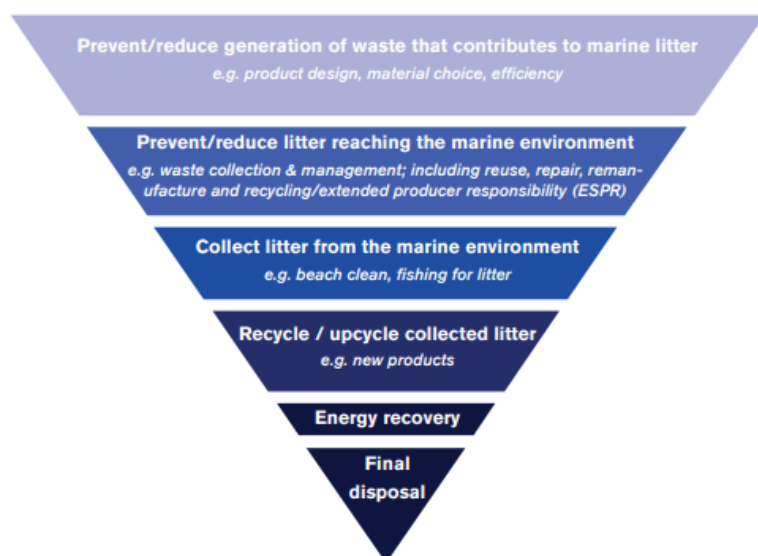 Prevent/reduce generation of waste that contributes to marine litter
e.g. product design, material choice, efficiency
Prevent/reduce litter reaching the marine environment
e.g. waste collection & management; including reuse, repair, reman-
ufacture and recycling/extended producer responsibility (ESPR)
Collect litter from the marine environment
e.g. beach clean, fishing for litter
Recycle / upcycle collected litter
e.g. new products
Energy recovery
Final
disposal